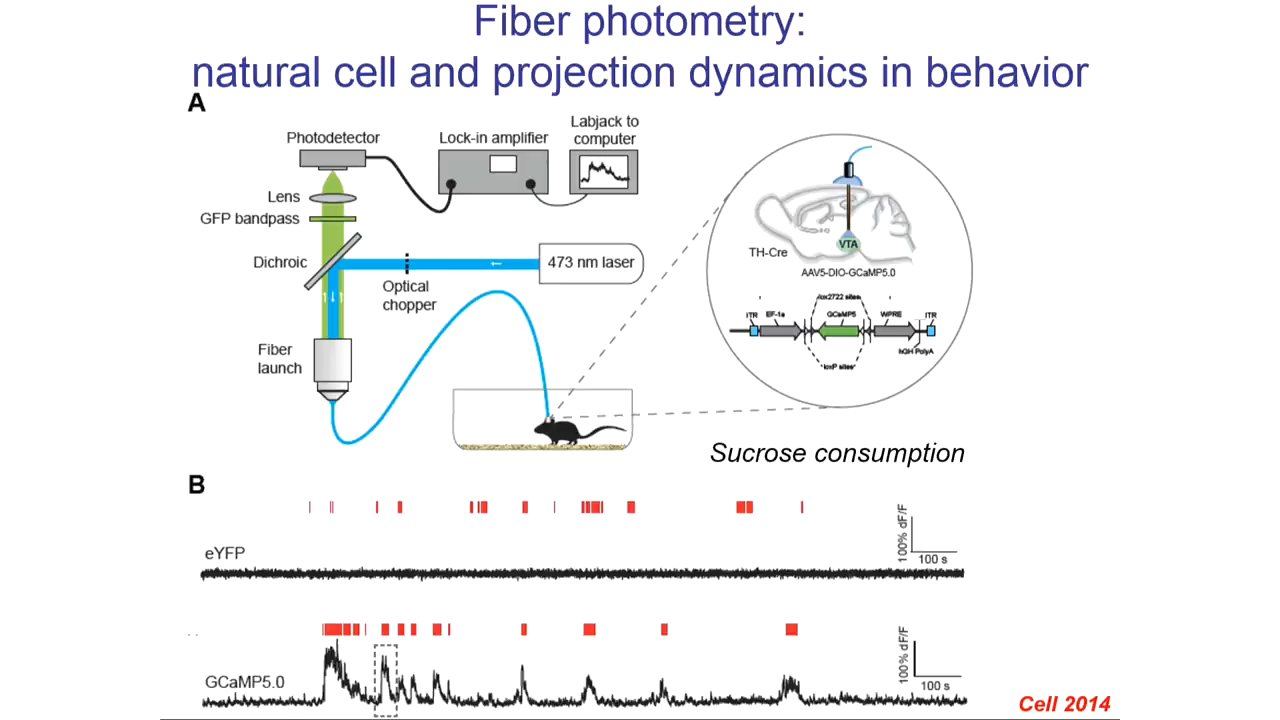 Fiber photometry:
natural cell and projection dynamics in behavior
A
Photodetector
Lock-in amplifier
Labjack to
computer
Lens
GFP bandpass
Dichroic
473 nm laser
Optical
chopper
Fiber
launch
VTA
TH-Cre
AAV5-DIO-GCaMP5.0
lox2722 sites
ITR
EF-1a
GCaMP5
WPRE
ITR
hGH PolyA
loxP sites
Sucrose consumption
B
eYFP
100% dF/F
100 s
GCaMP5.0
100% dF/F
100 s
Cell 2014